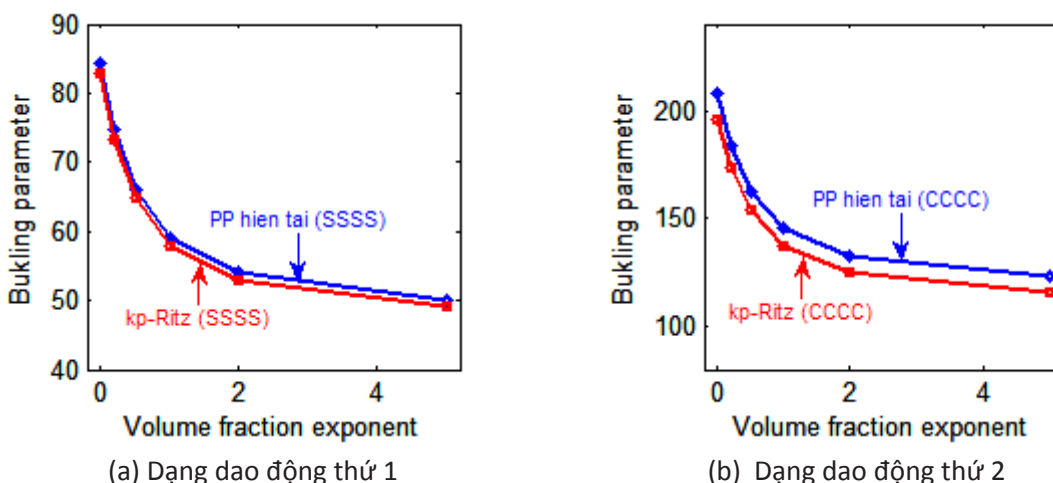 90
80
70
60
50
40
Bukling parameter
PP hien tai (SSSS)
kp-Ritz (SSSS)
0
2
4
Volume fraction exponent
(a) Dạng dao động thứ 1
200
150
100
Bukling parameter
PP hien tai (CCCC)
kp-Ritz (CCCC)
0
2
4
Volume fraction exponent
(b) Dạng dao động thứ 2